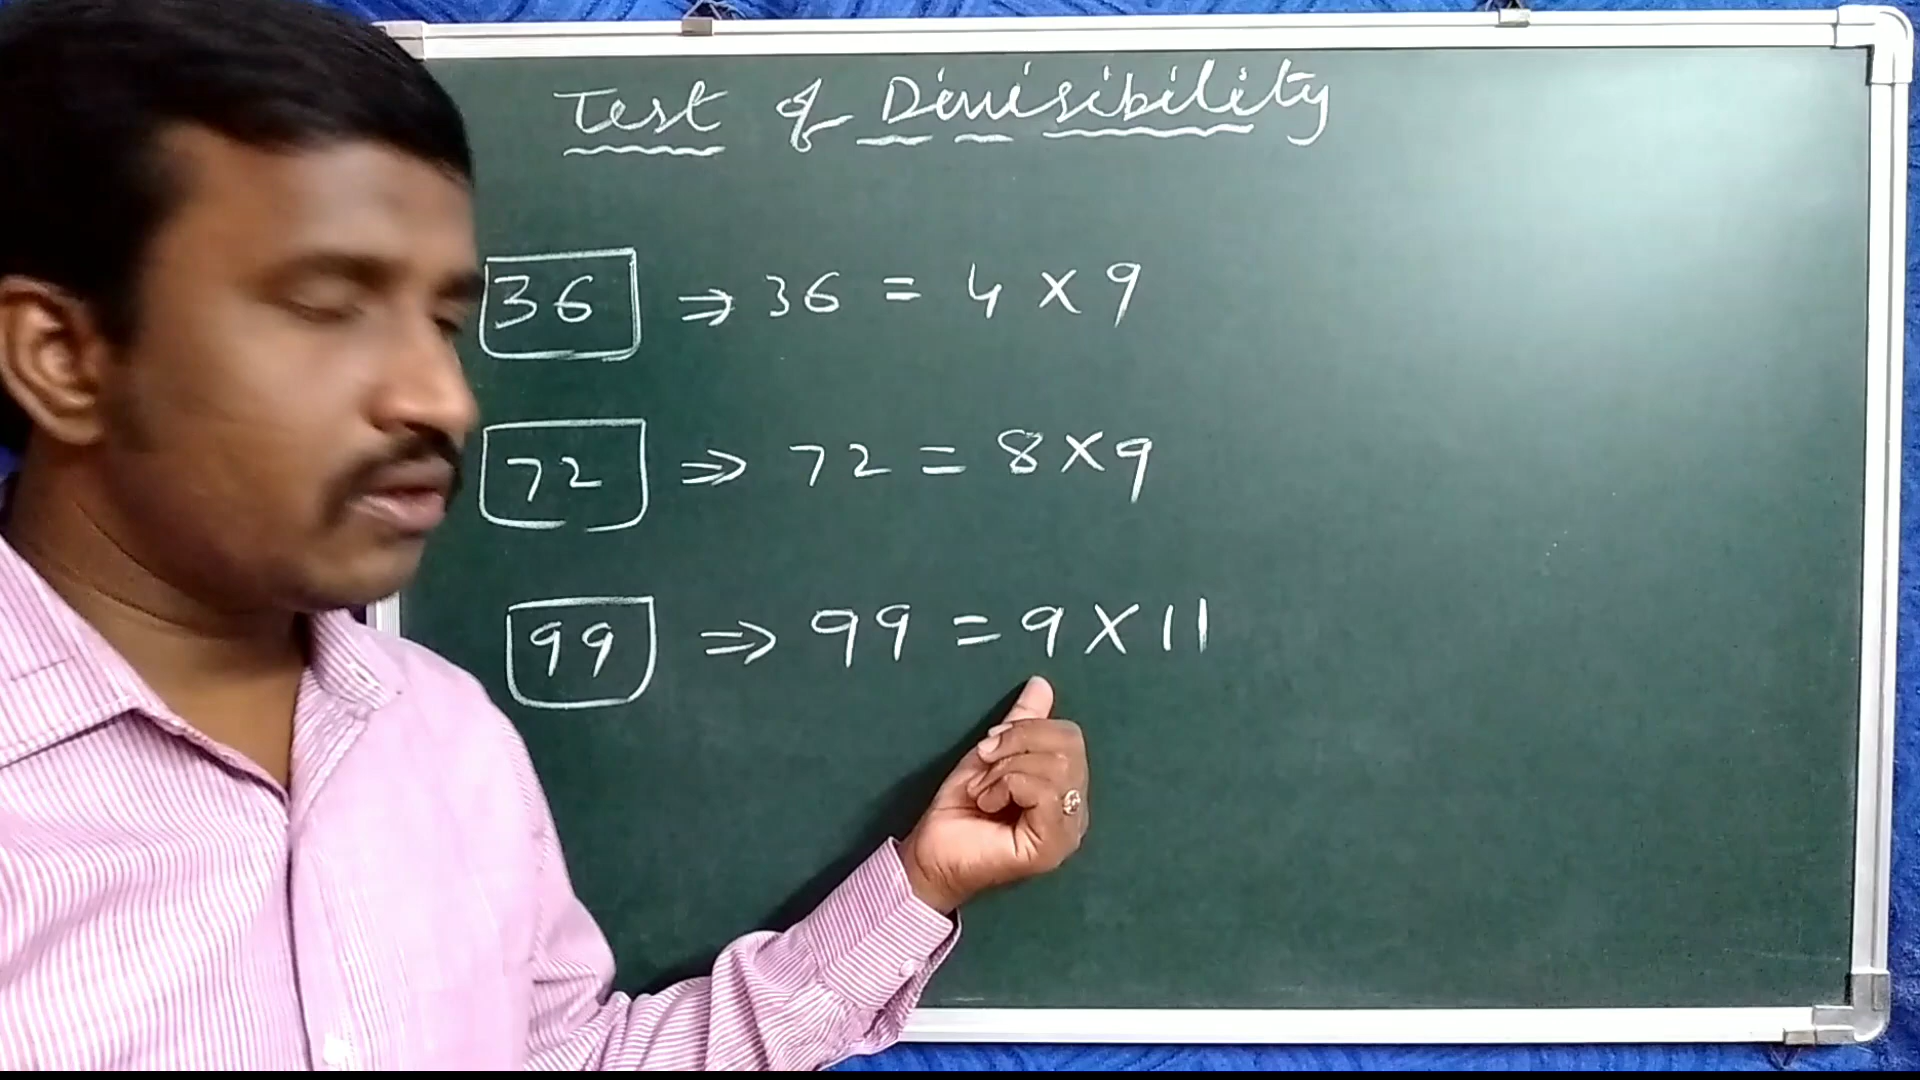 Test of Divisibility
36 ⇒ 36 = 4 × 9
72 ⇒ 72 = 8 × 9
99 ⇒ 99 = 9 × 11